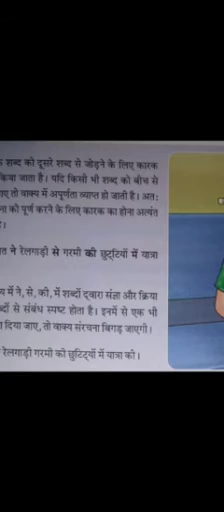 शब्द को दूसरे शब्द से जोड़ने के लिए कारक
किया जाता है। यदि किसी भी शब्द को बीच से
तो वाक्य में अपूर्णता व्याप्त हो जाती है। अतः
को पूर्ण करने के लिए कारक का होना अत्यंत
है।
ने रेलगाड़ी से गरमी की छुट्टियों में यात्रा
में ने, से, की, में शब्दों द्वारा संज्ञा और क्रिया
से संबंध स्पष्ट होता है। इनमें से एक भी
दिया जाए, तो वाक्य संरचना बिगड़ जाएगी।
रेलगाड़ी गरमी की छुट्टियों में यात्रा की।